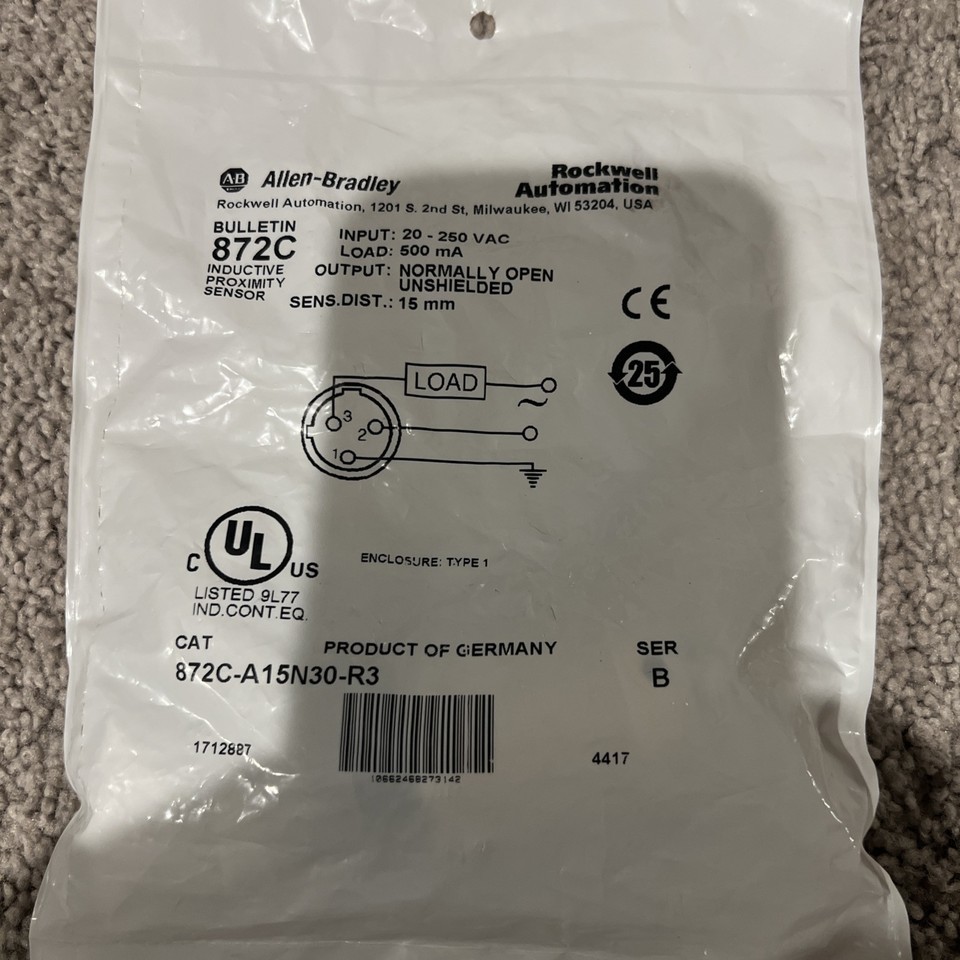 A-B Allen-Bradley
Rockwell Automation
Rockwell Automation, 1201 S. 2nd St, Milwaukee, WI 53204, USA
BULLETIN
872C
INDUCTIVE
PROXIMITY
SENSOR
INPUT: 20 - 250 VAC
LOAD: 500 mA
OUTPUT: NORMALLY OPEN
UNSHIELDED
SENS.DIST.: 15 mm
CE
25
LOAD
3
2
1
~
C UL US
LISTED 9L77
IND.CONT.EQ.
ENCLOSURE: TYPE 1
CAT
872C-A15N30-R3
PRODUCT OF GERMANY
SER
B
1712887
10662468273142
4417